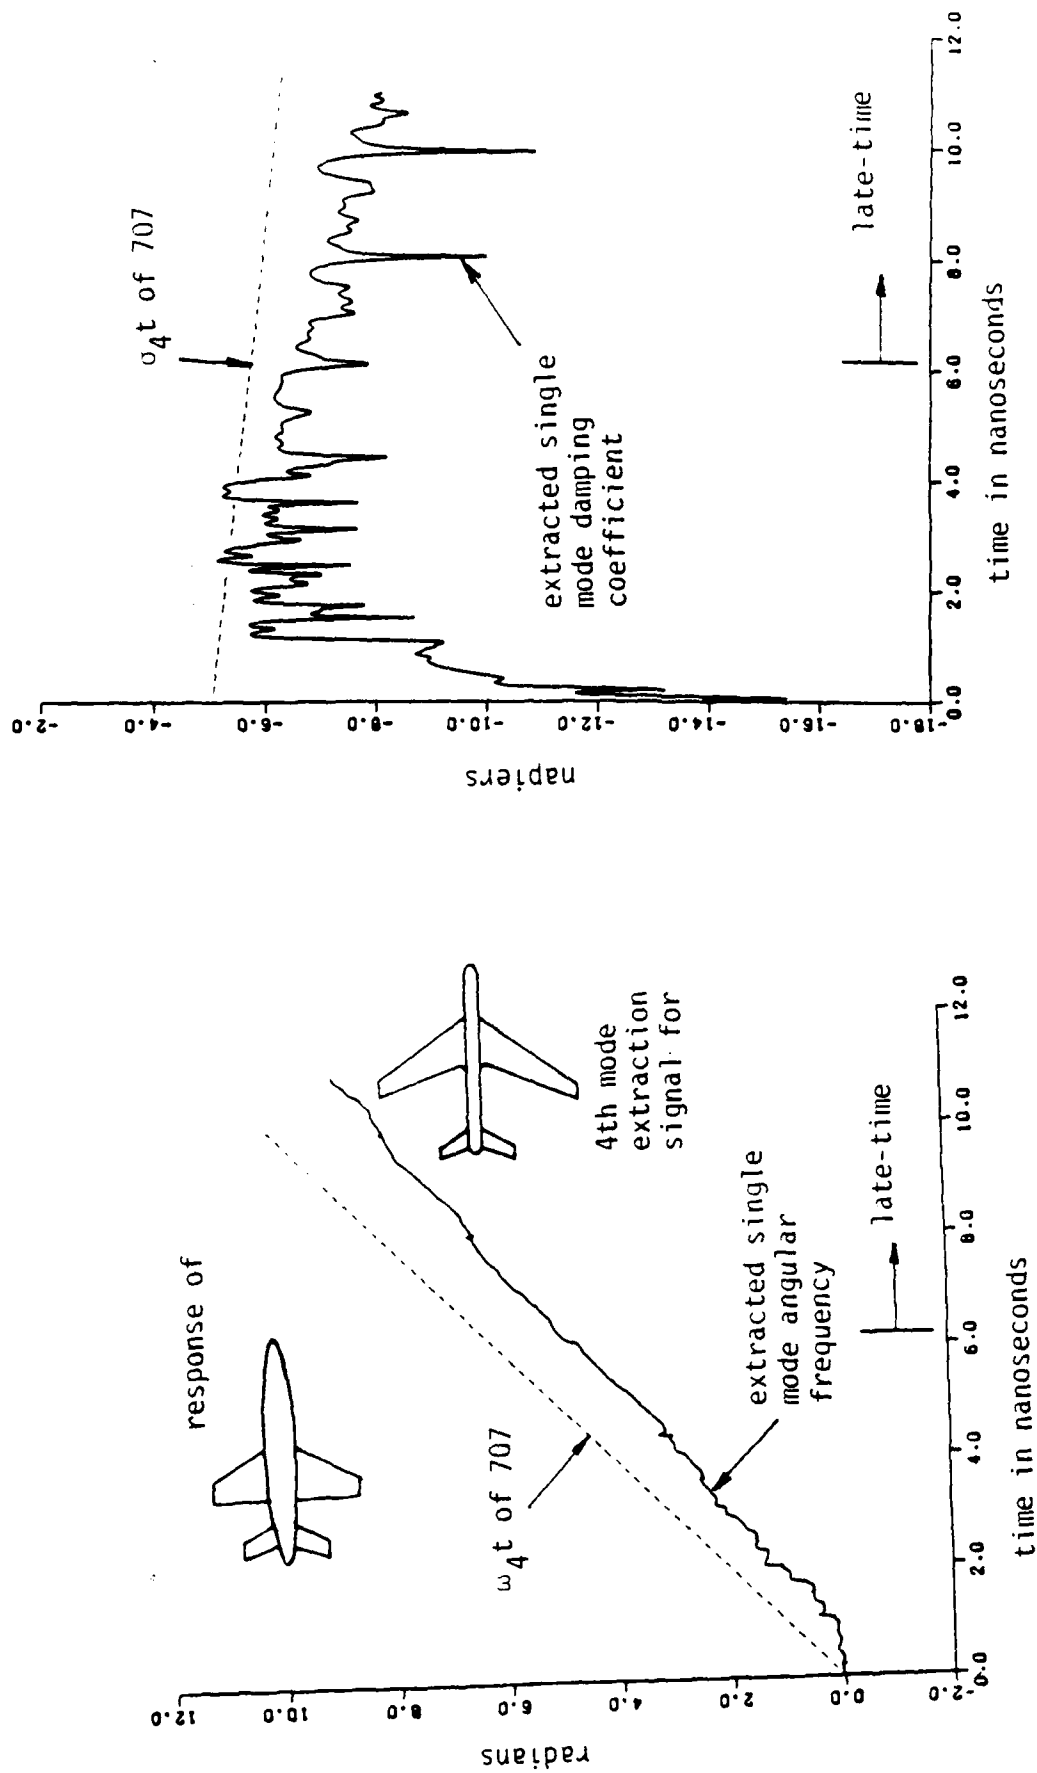 response of
ω4t of 707
4th mode
extraction
signal for
extracted single
mode angular
frequency
late-time
radians
12.0
10.0
8.0
6.0
4.0
2.0
0.0
-2.0
0.0
2.0
4.0
6.0
8.0
10.0
12.0
time in nanoseconds
σ4t of 707
extracted single
mode damping
coefficient
late-time
napiers
-2.0
-4.0
-6.0
-8.0
-10.0
-12.0
-14.0
-16.0
-18.0
0.0
2.0
4.0
6.0
8.0
10.0
12.0
time in nanoseconds